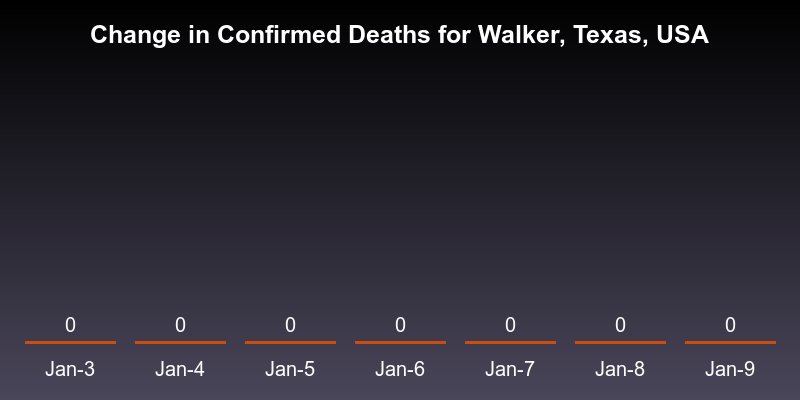 Change in Confirmed Deaths for Walker, Texas, USA
0 0 0 0 0 0 0
Jan-3 Jan-4 Jan-5 Jan-6 Jan-7 Jan-8 Jan-9